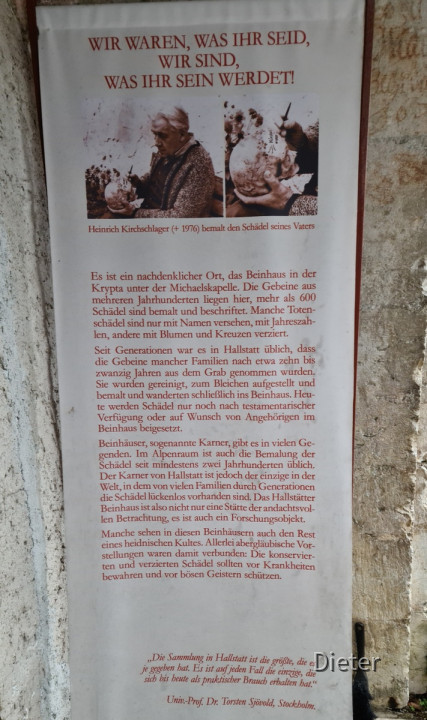 WIR WAREN, WAS IHR SEID,
WIR SIND,
WAS IHR SEIN WERDET!
Heinrich Kirchschlager († 1976) bemalt den Schädel seines Vaters
Es ist ein nachdenklicher Ort, das Beinhaus in der
Krypta unter der Michaelskapelle. Die Gebeine aus
mehreren Jahrhunderten liegen hier, mehr als 600
Schädel sind bemalt und beschriftet. Manche Toten-
schädel sind nur mit Namen versehen, mit Jahreszah-
len, andere mit Blumen und Kreuzen verziert.
Seit Generationen war es in Hallstatt üblich, dass
die Gebeine mancher Familien nach etwa zehn bis
zwanzig Jahren aus dem Grab genommen wurden.
Sie wurden gereinigt, zum Bleichen aufgestellt und
bemalt und wanderten schließlich ins Beinhaus. Heu-
te werden Schädel nur noch nach testamentarischer
Verfügung oder auf Wunsch von Angehörigen im
Beinhaus beigesetzt.
Beinhäuser, sogenannte Karner, gibt es in vielen Ge-
genden. Im Alpenraum ist auch die Bemalung der
Schädel seit mindestens zwei Jahrhunderten üblich.
Der Karner von Hallstatt ist jedoch der einzige in der
Welt, in dem von vielen Familien durch Generationen
die Schädel lückenlos vorhanden sind. Das Hallstätter
Beinhaus ist also nicht nur eine Stätte der andachtsvol-
len Betrachtung, es ist auch ein Forschungsobjekt.
Manche sehen in diesen Beinhäusern auch den Rest
eines heidnischen Kultes. Allerlei abergläubische Vor-
stellungen waren damit verbunden: Die konservier-
ten und verzierten Schädel sollten vor Krankheiten
bewahren und vor bösen Geistern schützen.
„Die Sammlung in Hallstatt ist die größte, die es
je gegeben hat. Es ist auf jeden Fall die einzige, die
sich bis heute als praktischer Brauch erhalten hat."
Univ.-Prof. Dr. Torsten Sjövold, Stockholm.
Dieter